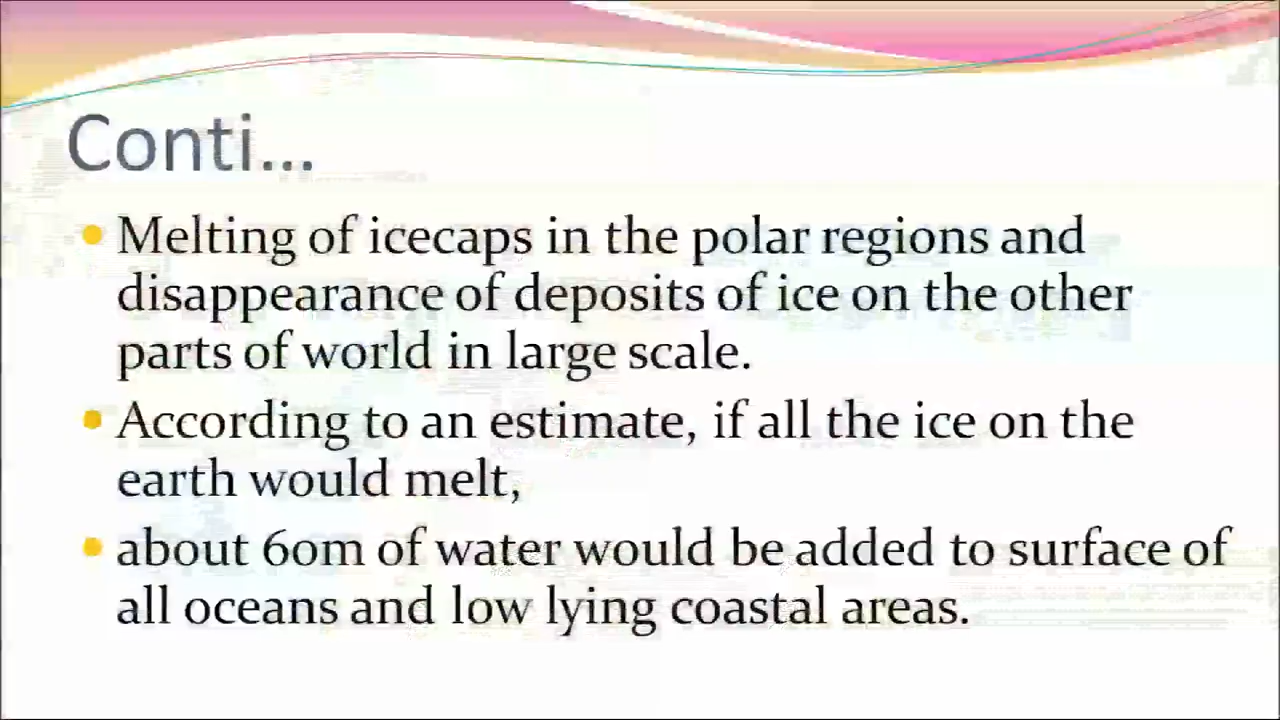 Conti...
• Melting of icecaps in the polar regions and
disappearance of deposits of ice on the other
parts of world in large scale.
• According to an estimate, if all the ice on the
earth would melt,
• about 60m of water would be added to surface of
all oceans and low lying coastal areas.